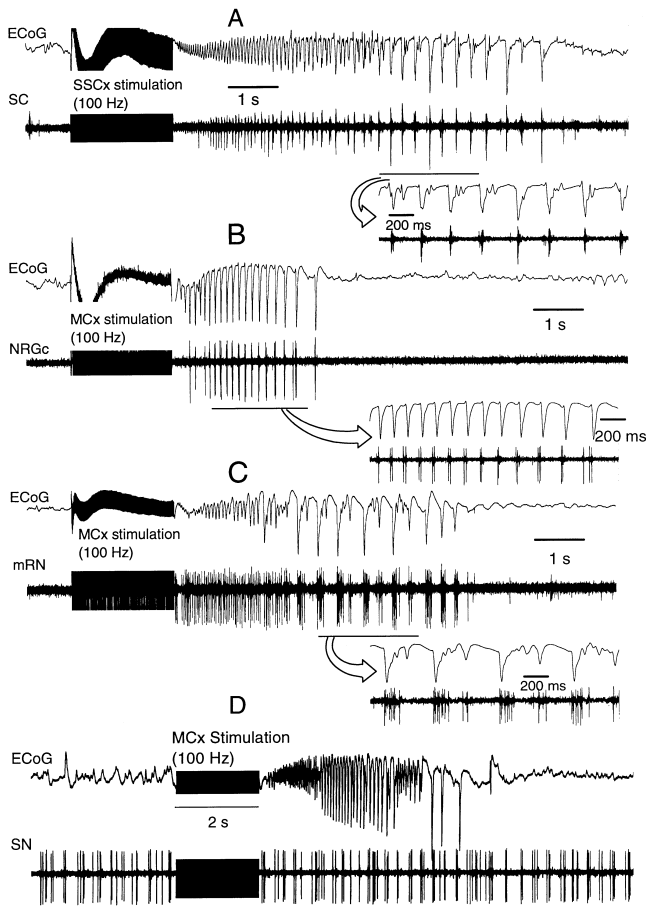 A
ECoG
SSCx stimulation
(100 Hz)
1 s
SC
200 ms
B
ECoG
MCx stimulation
(100 Hz)
1 s
NRGc
200 ms
C
ECoG
MCx stimulation
(100 Hz)
1 s
mRN
200 ms
D
MCx Stimulation
(100 Hz)
ECoG
2 s
SN